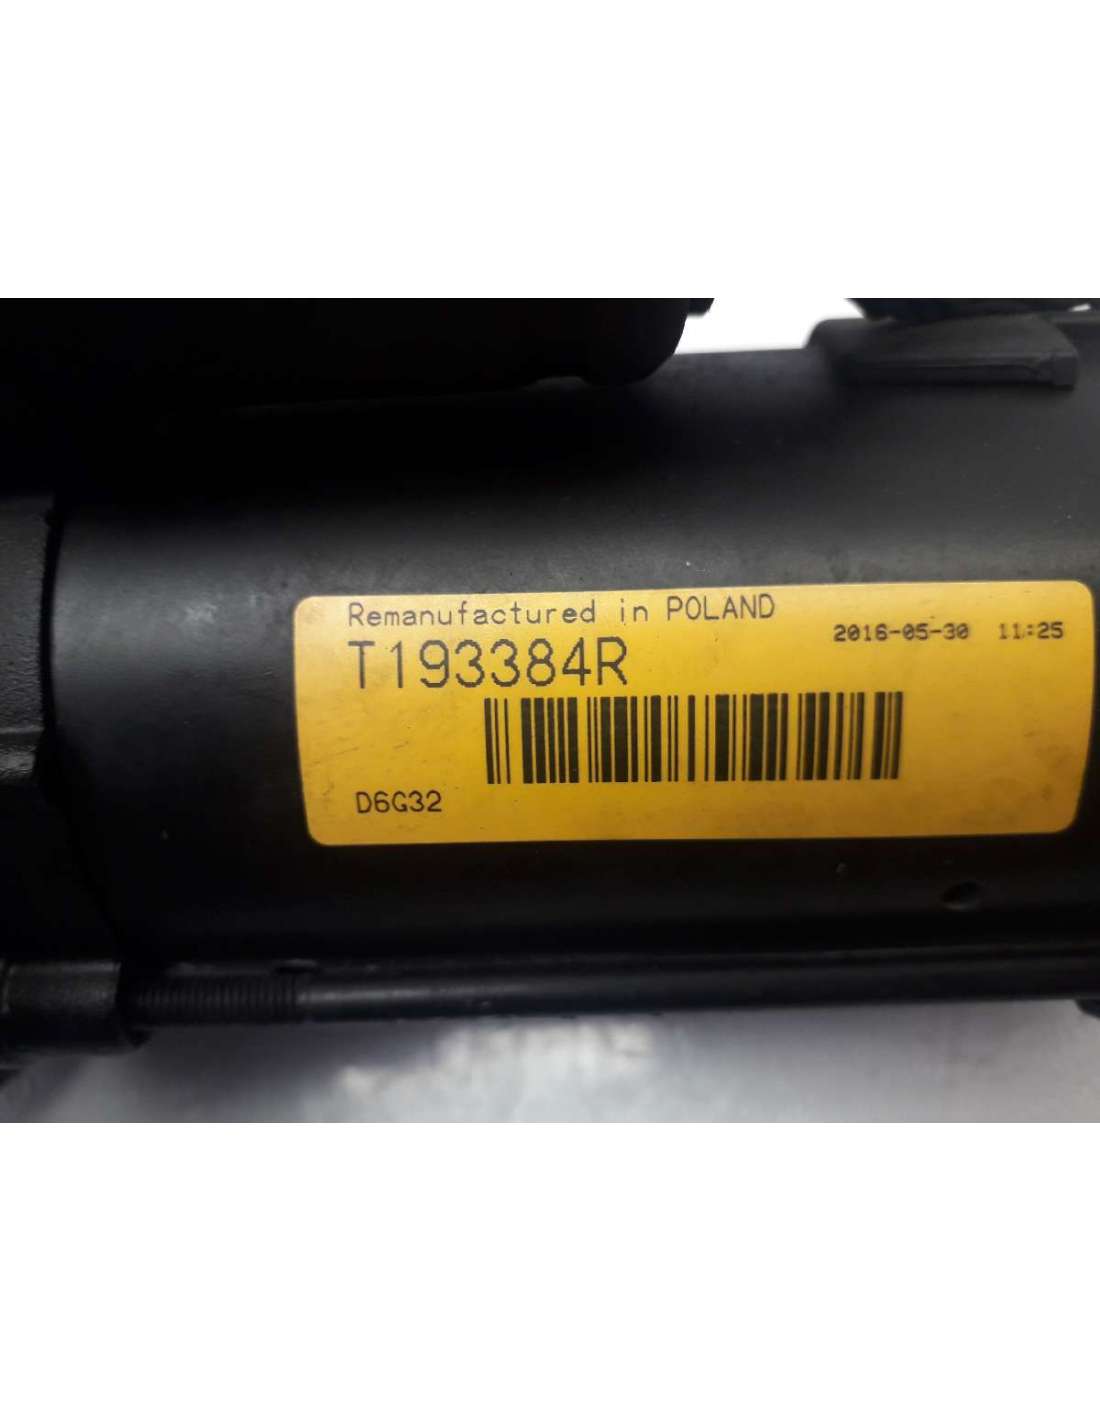 Remanufactured in POLAND
2016-05-30 11:25
T193384R
D6G32